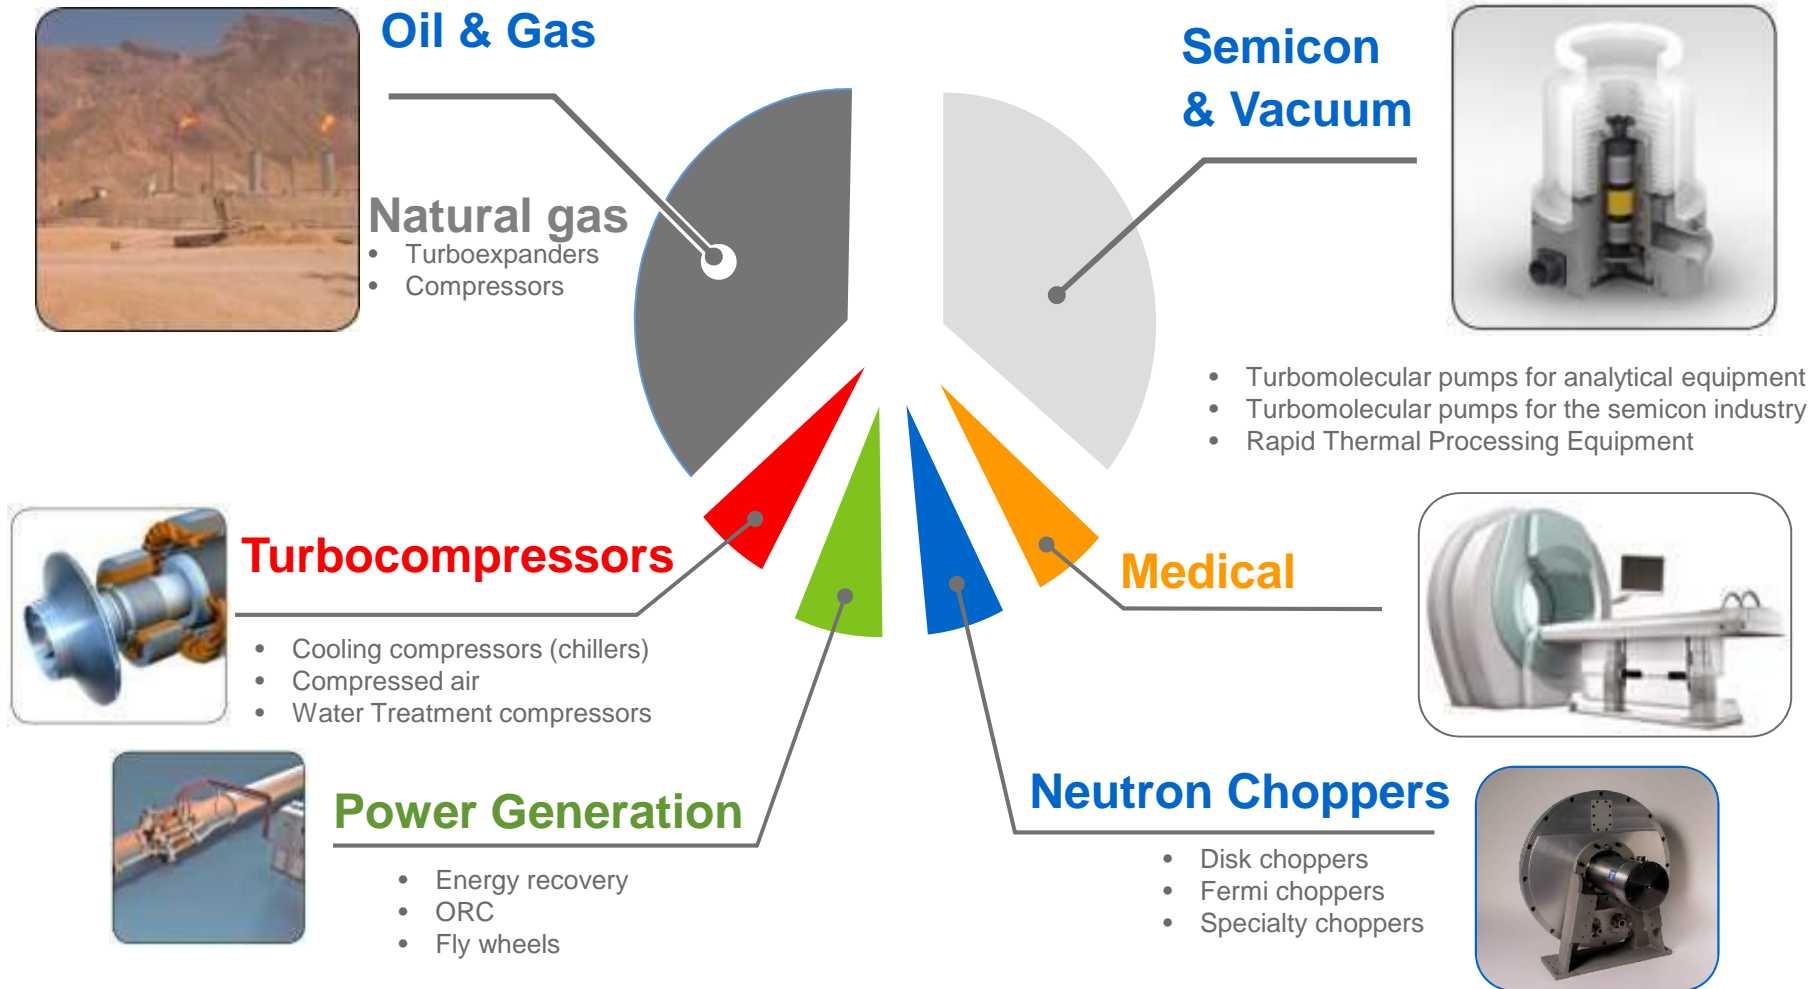 Oil & Gas
Natural gas
• Turboexpanders
• Compressors
Semicon
& Vacuum
• Turbomolecular pumps for analytical equipment
• Turbomolecular pumps for the semicon industry
• Rapid Thermal Processing Equipment
Turbocompressors
• Cooling compressors (chillers)
• Compressed air
• Water Treatment compressors
Medical
Power Generation
• Energy recovery
• ORC
• Fly wheels
Neutron Choppers
• Disk choppers
• Fermi choppers
• Specialty choppers